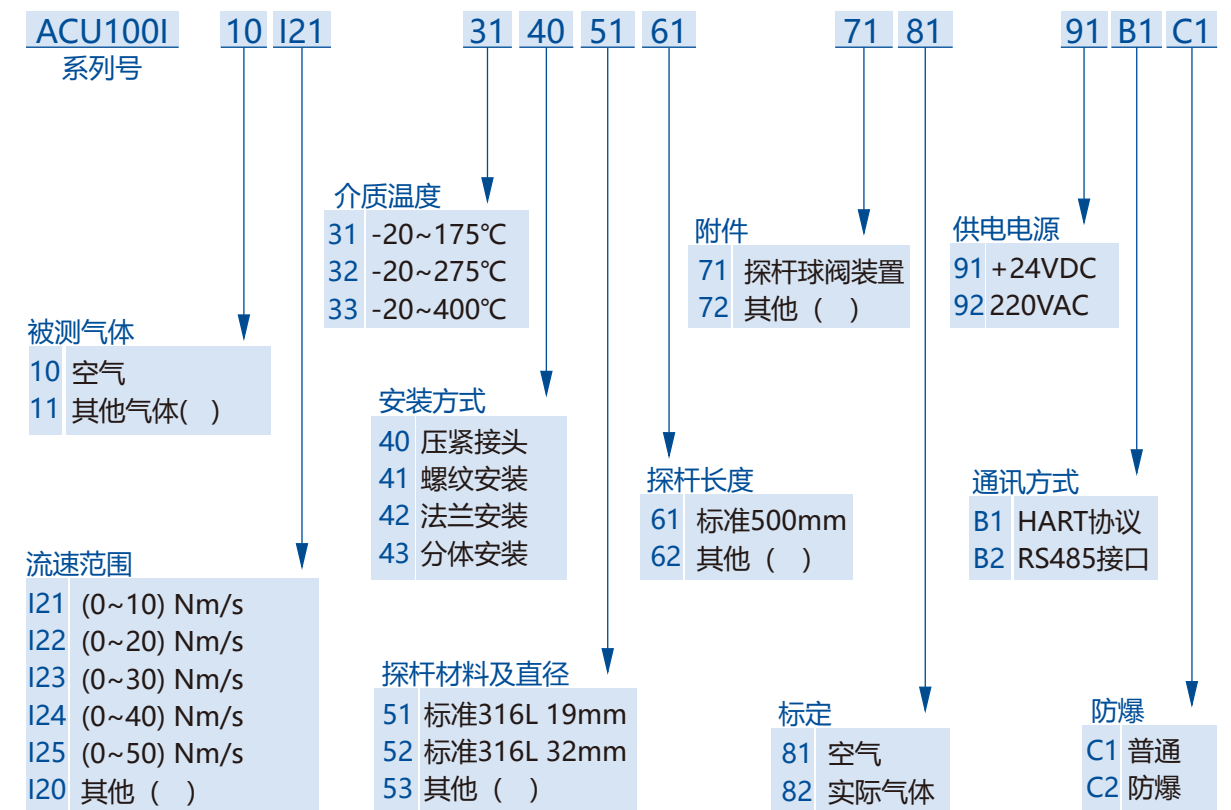 ACU100I 10 I21 31 40 51 61 71 81 91 B1 C1
系列号
介质温度
31 -20~175℃
32 -20~275℃
33 -20~400℃
附件
71 探杆球阀装置
72 其他 ( )
供电电源
91 +24VDC
92 220VAC
被测气体
10 空气
11 其他气体( )
安装方式
40 压紧接头
41 螺纹安装
42 法兰安装
43 分体安装
探杆长度
61 标准500mm
62 其他 ( )
通讯方式
B1 HART协议
B2 RS485接口
流速范围
I21 (0~10) Nm/s
I22 (0~20) Nm/s
I23 (0~30) Nm/s
I24 (0~40) Nm/s
I25 (0~50) Nm/s
I20 其他 ( )
探杆材料及直径
51 标准316L 19mm
52 标准316L 32mm
53 其他 ( )
标定
81 空气
82 实际气体
防爆
C1 普通
C2 防爆